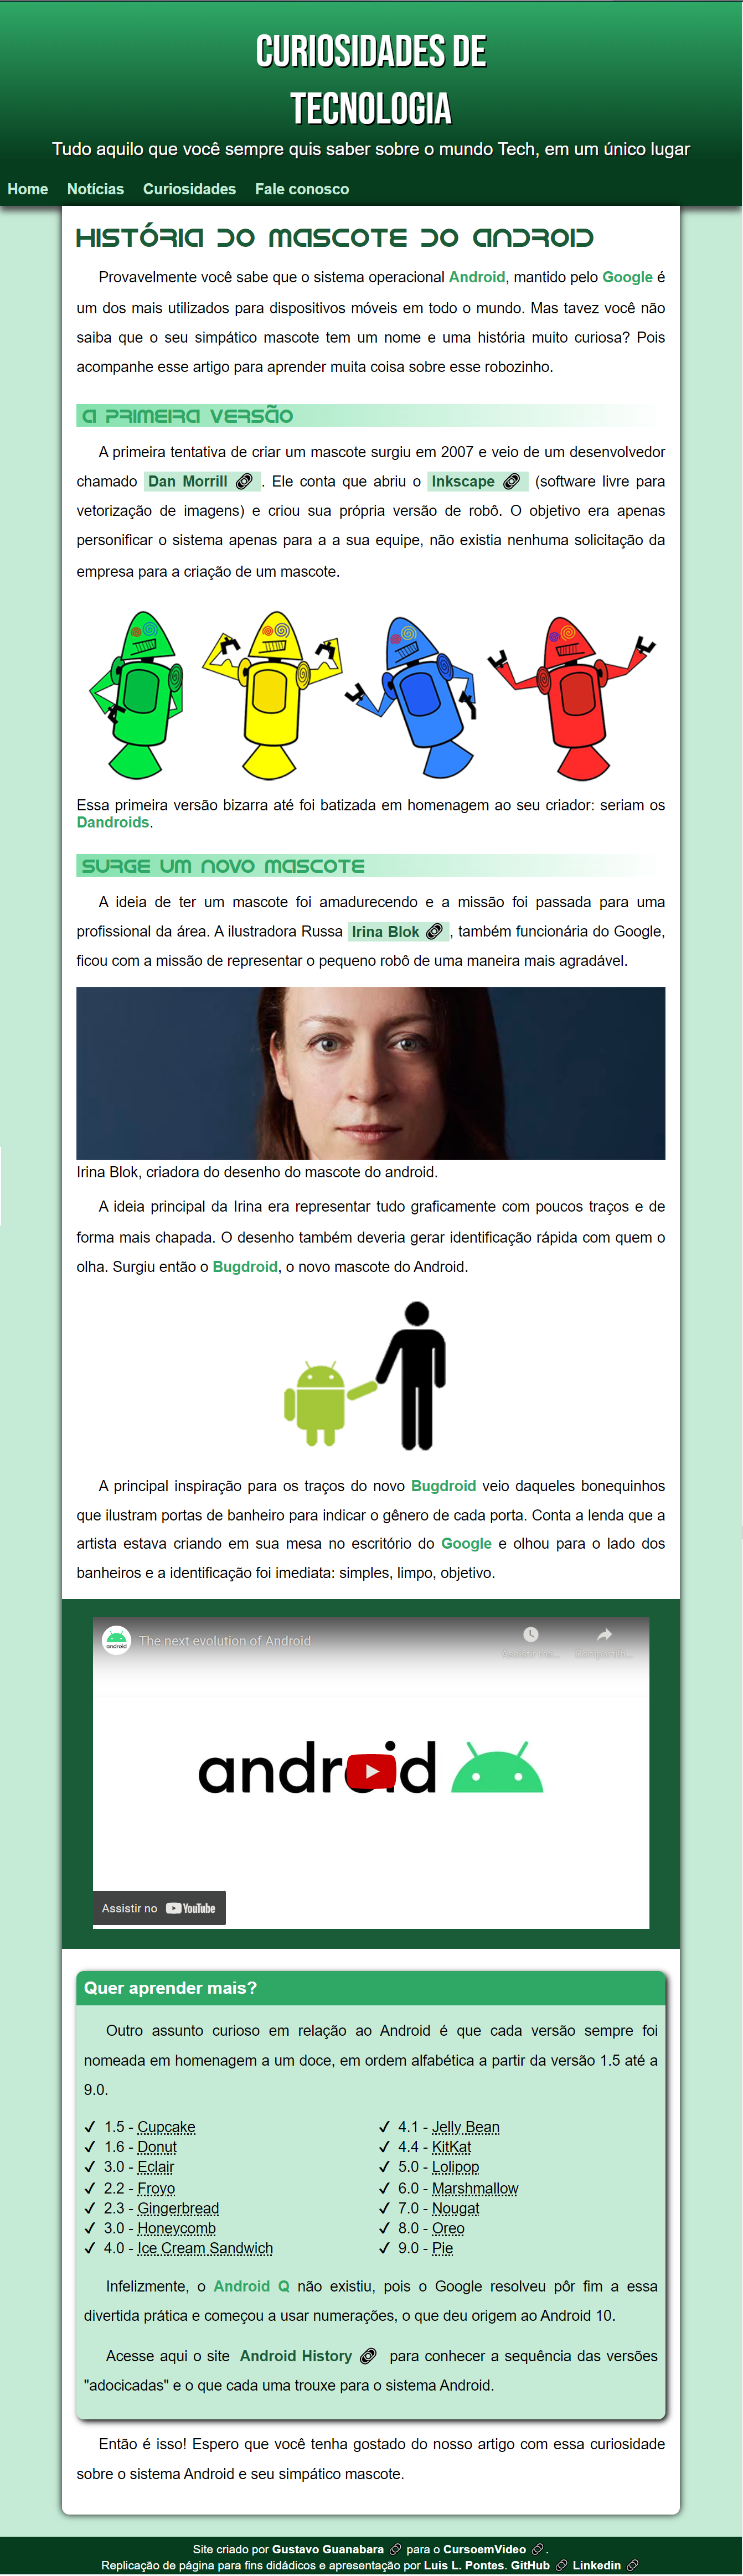 CURIOSIDADES DE
TECNOLOGIA
Tudo aquilo que você sempre quis saber sobre o mundo Tech, em um único lugar
Home Notícias Curiosidades Fale conosco
HISTÓRIA DO MASCOTE DO ANDROID
Provavelmente você sabe que o sistema operacional Android, mantido pelo Google é
um dos mais utilizados para dispositivos móveis em todo o mundo. Mas tavez você não
saiba que o seu simpático mascote tem um nome e uma história muito curiosa? Pois
acompanhe esse artigo para aprender muita coisa sobre esse robozinho.
A PRIMEIRA VERSÃO
A primeira tentativa de criar um mascote surgiu em 2007 e veio de um desenvolvedor
chamado Dan Morrill. Ele conta que abriu o Inkscape (software livre para
vetorização de imagens) e criou sua própria versão de robô. O objetivo era apenas
personificar o sistema apenas para a a sua equipe, não existia nenhuma solicitação da
empresa para a criação de um mascote.
Essa primeira versão bizarra até foi batizada em homenagem ao seu criador: seriam os
Dandroids.
SURGE UM NOVO MASCOTE
A ideia de ter um mascote foi amadurecendo e a missão foi passada para uma
profissional da área. A ilustradora Russa Irina Blok, também funcionária do Google,
ficou com a missão de representar o pequeno robô de uma maneira mais agradável.
Irina Blok, criadora do desenho do mascote do android.
A ideia principal da Irina era representar tudo graficamente com poucos traços e de
forma mais chapada. O desenho também deveria gerar identificação rápida com quem o
olha. Surgiu então o Bugdroid, o novo mascote do Android.
A principal inspiração para os traços do novo Bugdroid veio daqueles bonequinhos
que ilustram portas de banheiro para indicar o gênero de cada porta. Conta a lenda que a
artista estava criando em sua mesa no escritório do Google e olhou para o lado dos
banheiros e a identificação foi imediata: simples, limpo, objetivo.
android
The next evolution of Android
android
Assistir no YouTube
Quer aprender mais?
Outro assunto curioso em relação ao Android é que cada versão sempre foi
nomeada em homenagem a um doce, em ordem alfabética a partir da versão 1.5 até a
9.0.
✓ 1.5 - Cupcake
✓ 1.6 - Donut
✓ 3.0 - Eclair
✓ 2.2 - Froyo
✓ 2.3 - Gingerbread
✓ 3.0 - Honeycomb
✓ 4.0 - Ice Cream Sandwich
✓ 4.1 - Jelly Bean
✓ 4.4 - KitKat
✓ 5.0 - Lolipop
✓ 6.0 - Marshmallow
✓ 7.0 - Nougat
✓ 8.0 - Oreo
✓ 9.0 - Pie
Infelizmente, o Android Q não existiu, pois o Google resolveu pôr fim a essa
divertida prática e começou a usar numerações, o que deu origem ao Android 10.
Acesse aqui o site Android History para conhecer a sequência das versões
"adocicadas" e o que cada uma trouxe para o sistema Android.
Então é isso! Espero que você tenha gostado do nosso artigo com essa curiosidade
sobre o sistema Android e seu simpático mascote.
Site criado por Gustavo Guanabara para o CursoemVideo.
Replicação de página para fins didádicos e apresentação por Luis L. Pontes. GitHub Linkedin